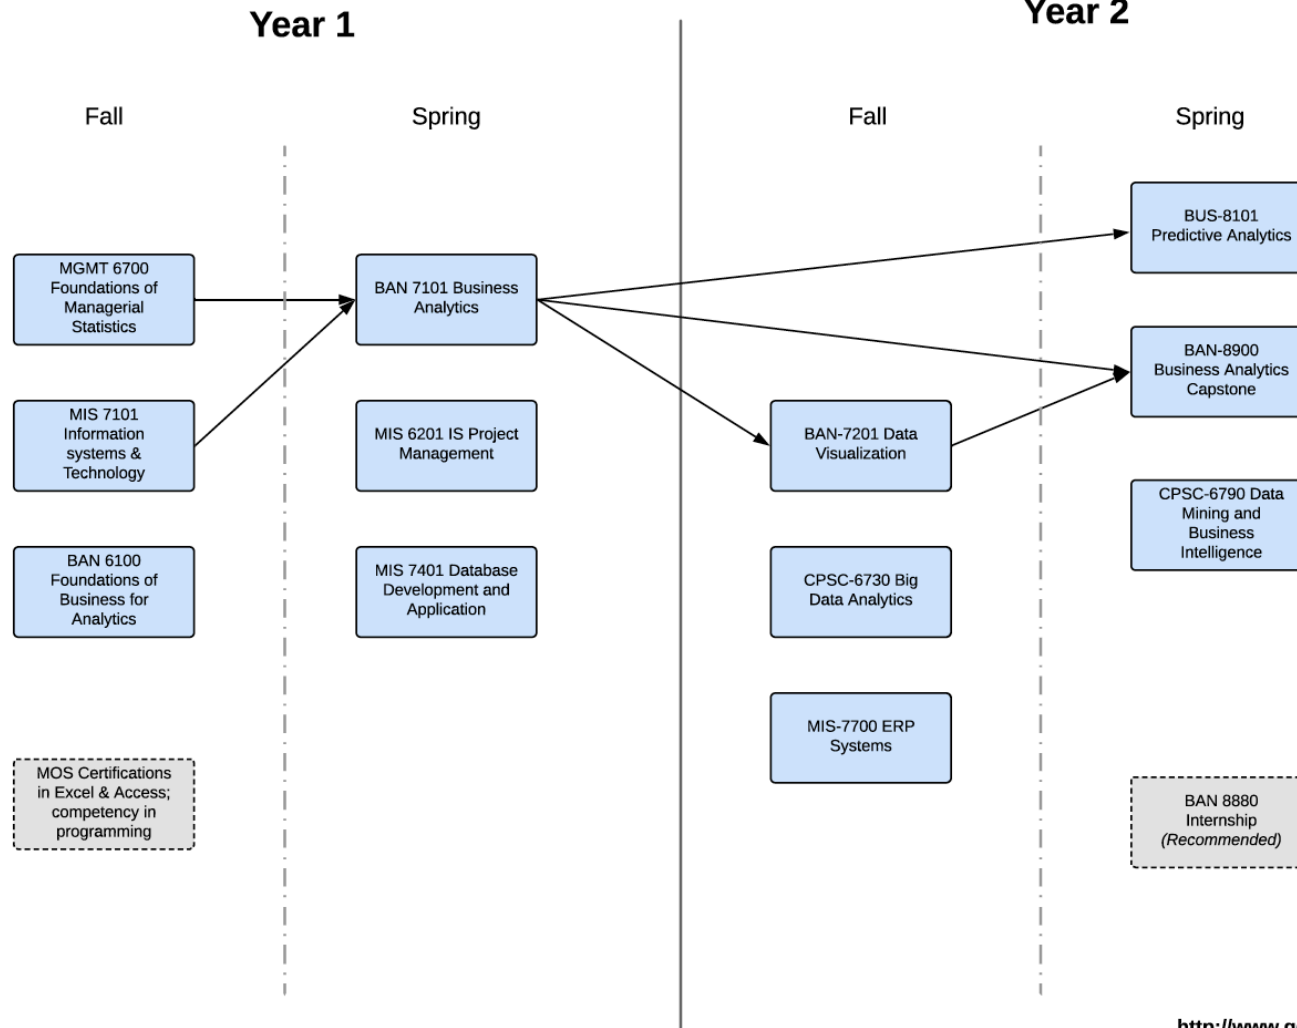 Year 1
Year 2
Fall
Spring
Fall
Spring
MGMT 6700
Foundations of
Managerial
Statistics
MIS 7101
Information
systems &
Technology
BAN 6100
Foundations of
Business for
Analytics
MOS Certifications
in Excel & Access;
competency in
programming
BAN 7101 Business
Analytics
MIS 6201 IS Project
Management
MIS 7401 Database
Development and
Application
BAN-7201 Data
Visualization
CPSC-6730 Big
Data Analytics
MIS-7700 ERP
Systems
BUS-8101
Predictive Analytics
BAN-8900
Business Analytics
Capstone
CPSC-6790 Data
Mining and
Business
Intelligence
BAN 8880
Internship
(Recommended)